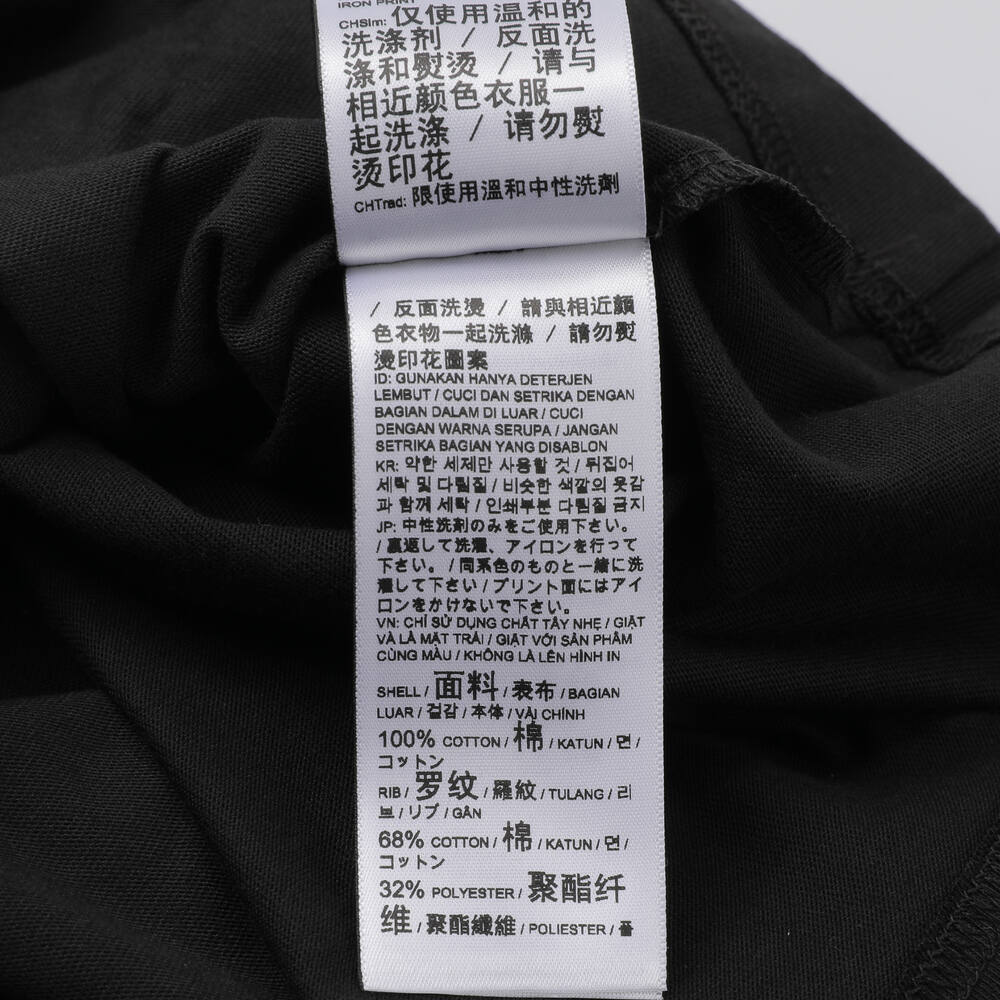 IRON PRINT
CHSim: 仅使用温和的
洗涤剂 / 反面洗
涤和熨烫 / 请与
相近颜色衣服一
起洗涤 / 请勿熨
烫印花
CHTrad: 限使用溫和中性洗劑
/ 反面洗燙 / 請與相近顏
色衣物一起洗滌 / 請勿熨
燙印花圖案
ID: GUNAKAN HANYA DETERJEN
LEMBUT / CUCI DAN SETRIKA DENGAN
BAGIAN DALAM DI LUAR / CUCI
DENGAN WARNA SERUPA / JANGAN
SETRIKA BAGIAN YANG DISABLON
KR: 약한 세제만 사용할 것 / 뒤집어
세탁 및 다림질 / 비슷한 색깔의 옷감
과 함께 세탁 / 인쇄부분 다림질 금지
JP: 中性洗剤のみをご使用下さい。
/ 裏返して洗濯、アイロンを行って
下さい。 / 同系色のものと一緒に洗
濯して下さい / プリント面にはアイ
ロンをかけないで下さい。
VN: CHỈ SỬ DỤNG CHẤT TẨY NHẸ / GIẶT
VÀ LÀ MẶT TRÁI / GIẶT VỚI SẢN PHẨM
CÙNG MÀU / KHÔNG LÀ LÊN HÌNH IN
SHELL / 面料 / 表布 / BAGIAN
LUAR / 겉감 / 本体 / VẢI CHÍNH
100% COTTON / 棉 / KATUN / 면 /
コットン
RIB / 罗纹 / 羅紋 / TULANG / 리
브 / リブ / GÂN
68% COTTON / 棉 / KATUN / 면 /
コットン
32% POLYESTER / 聚酯纤
维 / 聚酯纖維 / POLIESTER / 폴